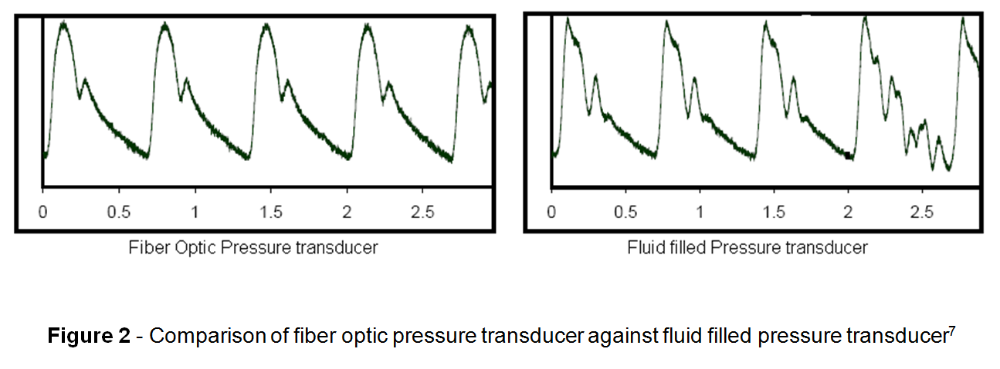 0 0.5 1 1.5 2 2.5
Fiber Optic Pressure transducer
0 0.5 1 1.5 2 2.5
Fluid filled Pressure transducer
Figure 2 - Comparison of fiber optic pressure transducer against fluid filled pressure transducer⁷